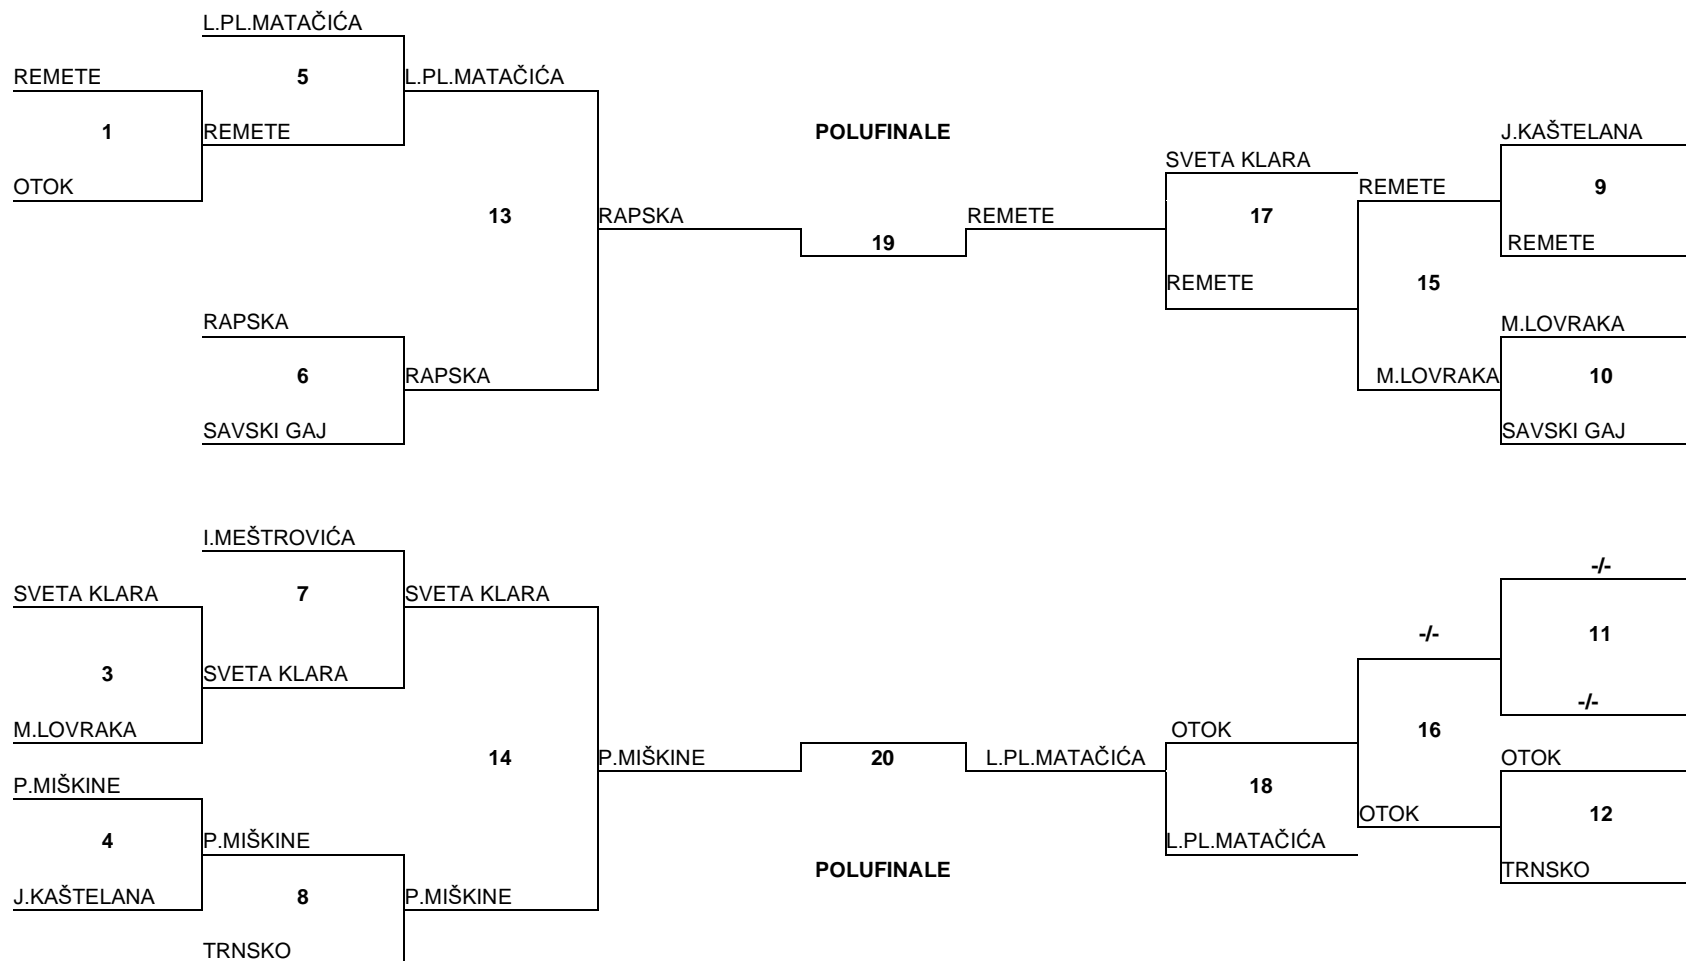 L.PL.MATAČIĆA
REMETE
5
L.PL.MATAČIĆA
1
REMETE
POLUFINALE
J.KAŠTELANA
SVETA KLARA
OTOK
REMETE
9
13
RAPSKA
REMETE
17
19
REMETE
REMETE
15
RAPSKA
M.LOVRAKA
6
RAPSKA
M.LOVRAKA
10
SAVSKI GAJ
SAVSKI GAJ
I.MEŠTROVIĆA
-/-
SVETA KLARA
7
SVETA KLARA
-/-
11
3
SVETA KLARA
-/-
M.LOVRAKA
OTOK
16
14
P.MIŠKINE
20
L.PL.MATAČIĆA
OTOK
P.MIŠKINE
18
OTOK
12
4
P.MIŠKINE
L.PL.MATAČIĆA
POLUFINALE
TRNSKO
J.KAŠTELANA
8
P.MIŠKINE
TRNSKO